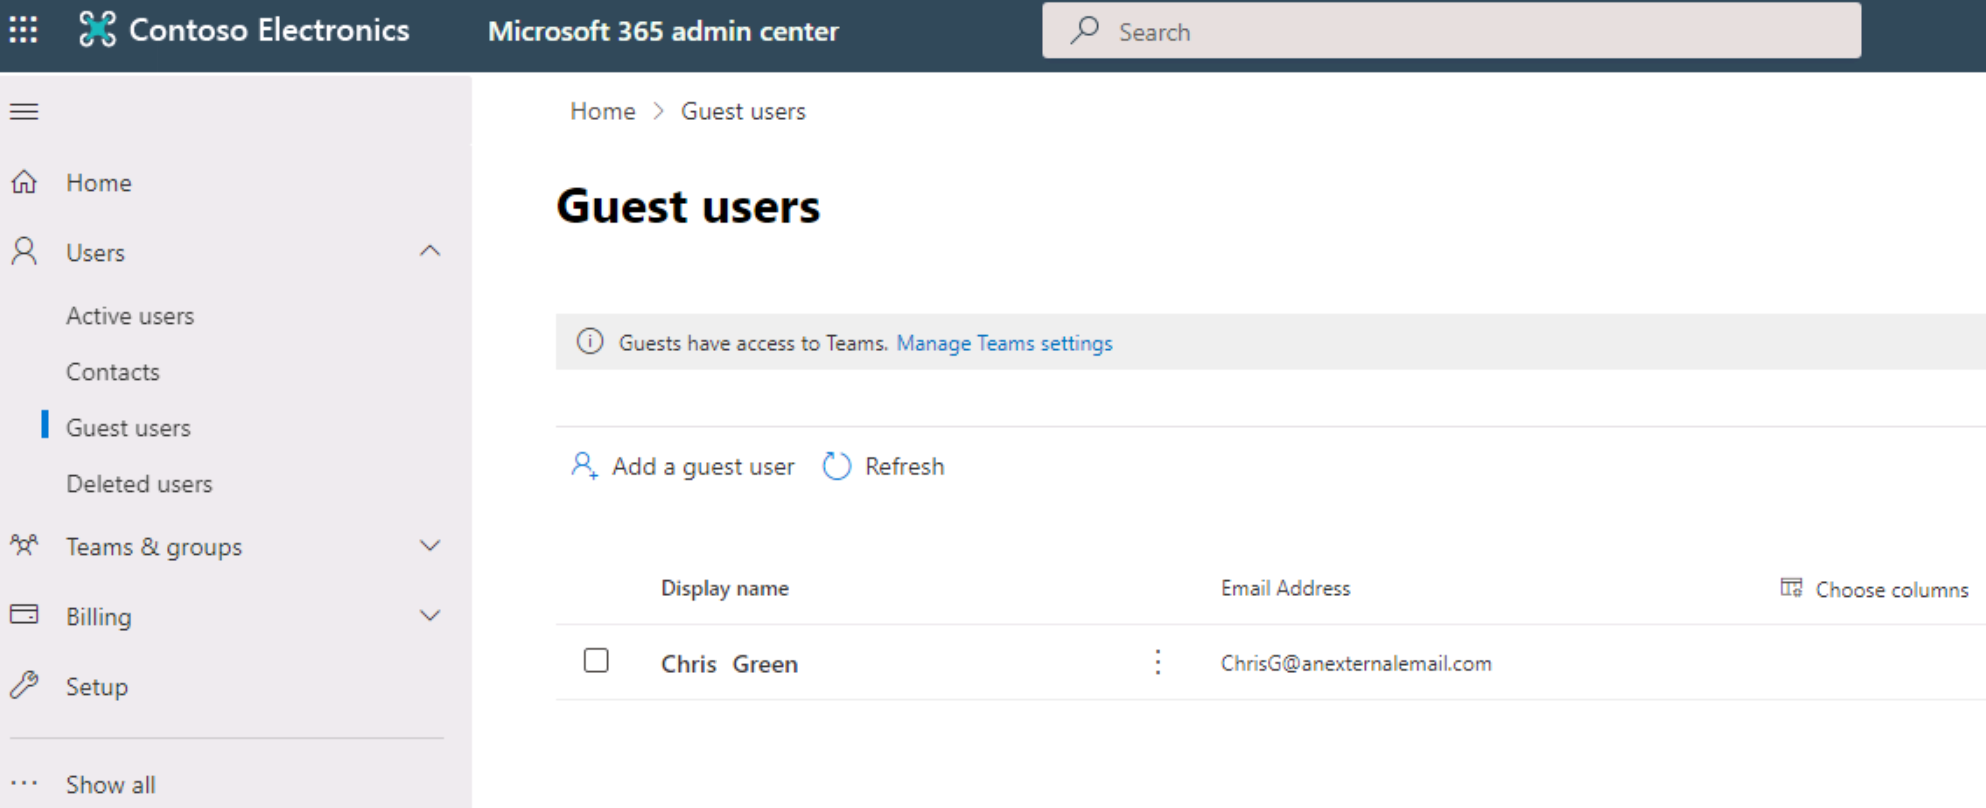 Contoso Electronics
Microsoft 365 admin center
Search
Home > Guest users
Home
Users
Active users
Contacts
Guest users
Deleted users
Teams & groups
Billing
Setup
Show all
Guest users
Guests have access to Teams. Manage Teams settings
Add a guest user Refresh
Display name Email Address Choose columns
Chris Green ChrisG@anexternalemail.com